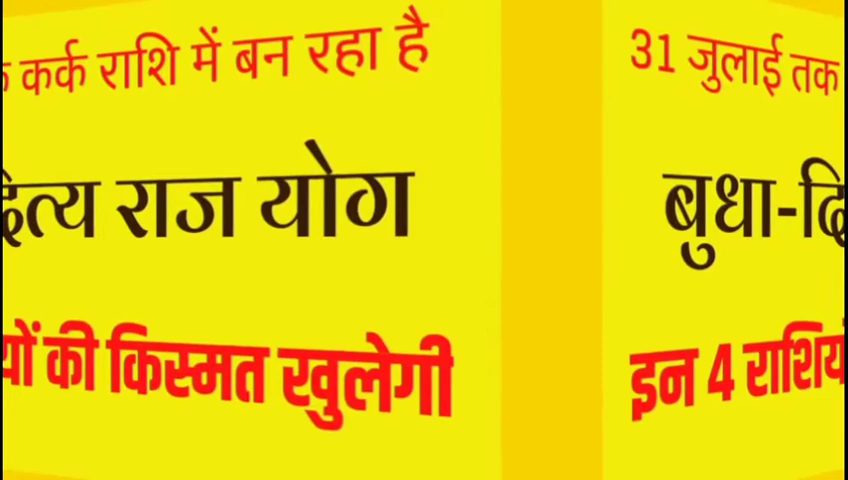 कर्क राशि में बन रहा है
दित्य राज योग
यों की किस्मत खुलेगी
31 जुलाई तक
बुधा-दि
इन 4 राशियो